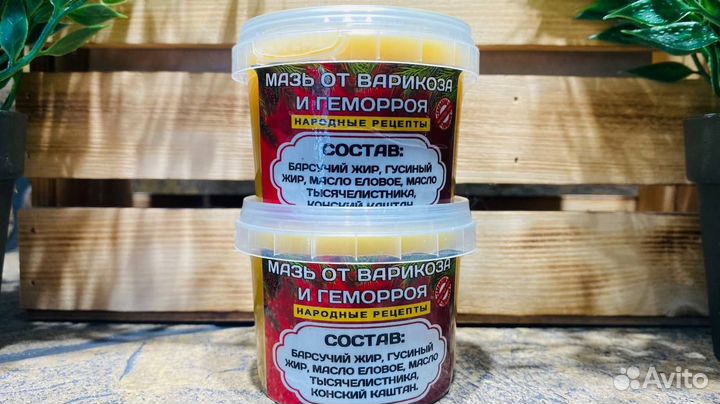 МАЗЬ ОТ ВАРИКОЗА
И ГЕМОРРОЯ
НАРОДНЫЕ РЕЦЕПТЫ
СОСТАВ:
БАРСУЧИЙ ЖИР, ГУСИНЫЙ
ЖИР, МАСЛО ЕЛОВОЕ, МАСЛО
ТЫСЯЧЕЛИСТНИКА,
КОНСКИЙ КАШТАН.
МАЗЬ ОТ ВАРИКОЗА
И ГЕМОРРОЯ
НАРОДНЫЕ РЕЦЕПТЫ
СОСТАВ:
БАРСУЧИЙ ЖИР, ГУСИНЫЙ
ЖИР, МАСЛО ЕЛОВОЕ, МАСЛО
ТЫСЯЧЕЛИСТНИКА,
КОНСКИЙ КАШТАН.
Avito